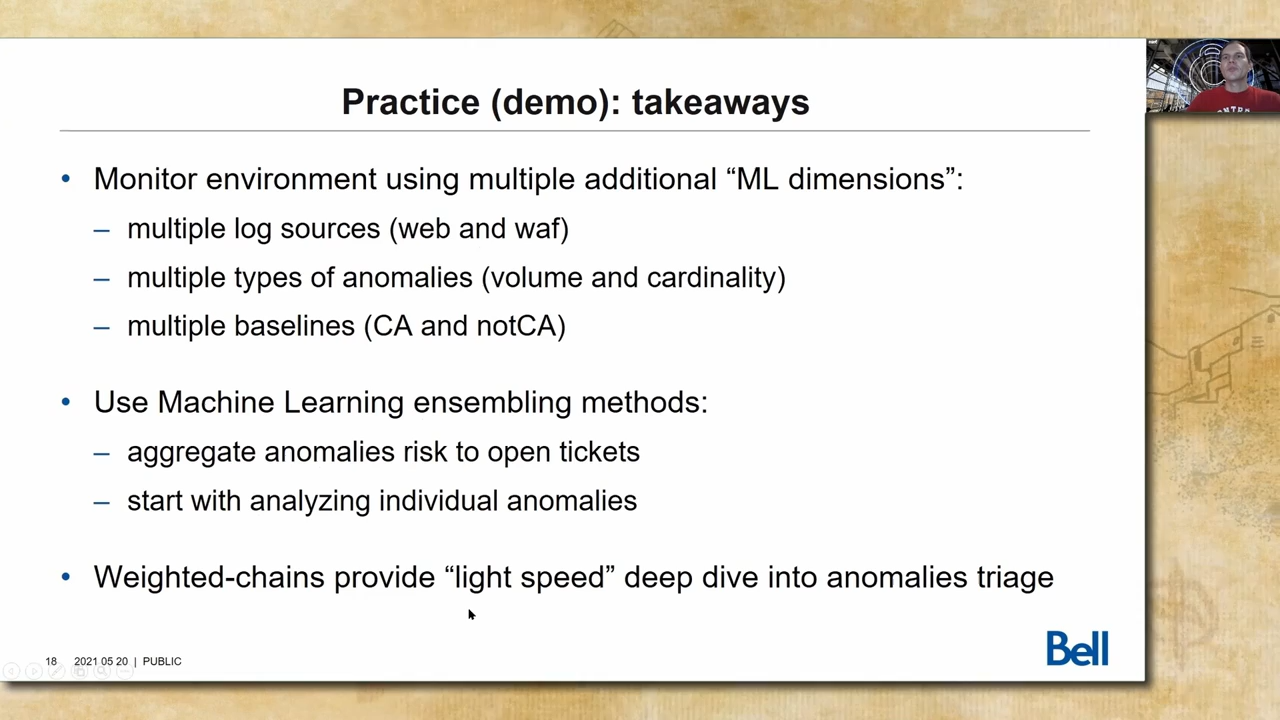 Practice (demo): takeaways
• Monitor environment using multiple additional “ML dimensions”:
– multiple log sources (web and waf)
– multiple types of anomalies (volume and cardinality)
– multiple baselines (CA and notCA)
• Use Machine Learning ensembling methods:
– aggregate anomalies risk to open tickets
– start with analyzing individual anomalies
• Weighted-chains provide “light speed” deep dive into anomalies triage
18 2021 05 20 | PUBLIC
Bell